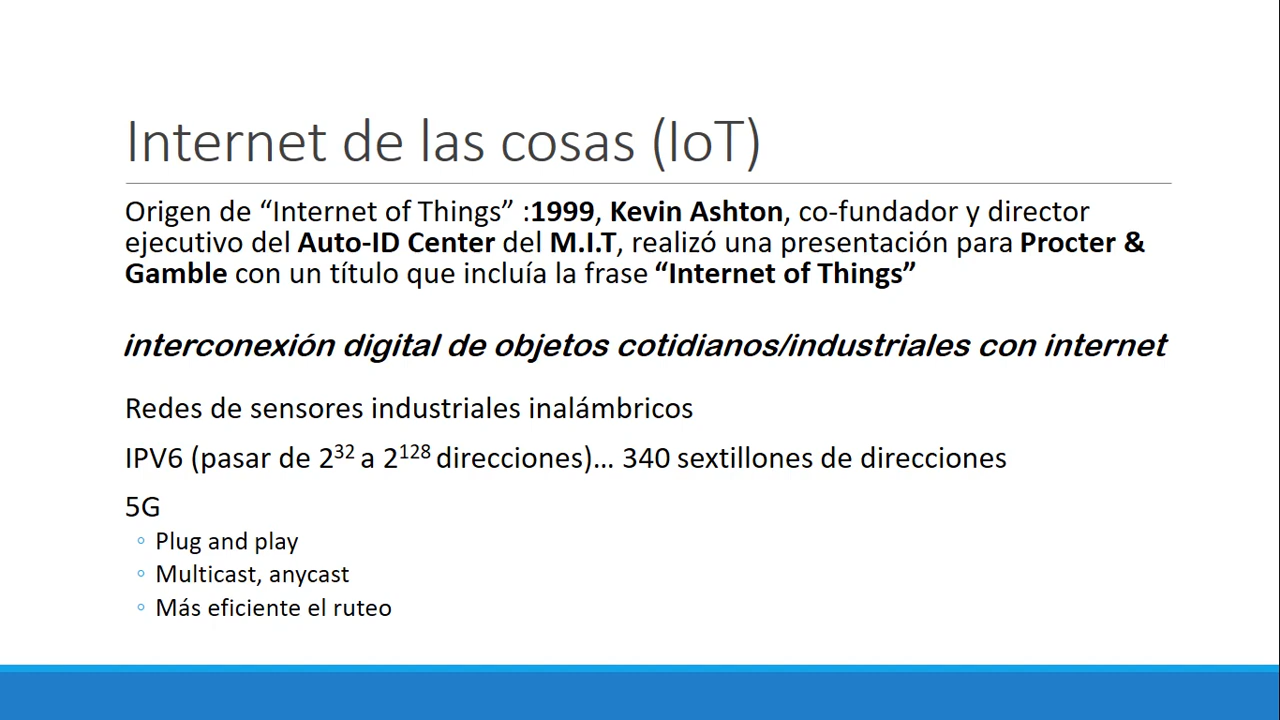 Internet de las cosas (IoT)
Origen de “Internet of Things” :1999, Kevin Ashton, co-fundador y director
ejecutivo del Auto-ID Center del M.I.T, realizó una presentación para Procter &
Gamble con un título que incluía la frase “Internet of Things”
interconexión digital de objetos cotidianos/industriales con internet
Redes de sensores industriales inalámbricos
IPV6 (pasar de 2³² a 2¹²⁸ direcciones)... 340 sextillones de direcciones
5G
◦ Plug and play
◦ Multicast, anycast
◦ Más eficiente el ruteo